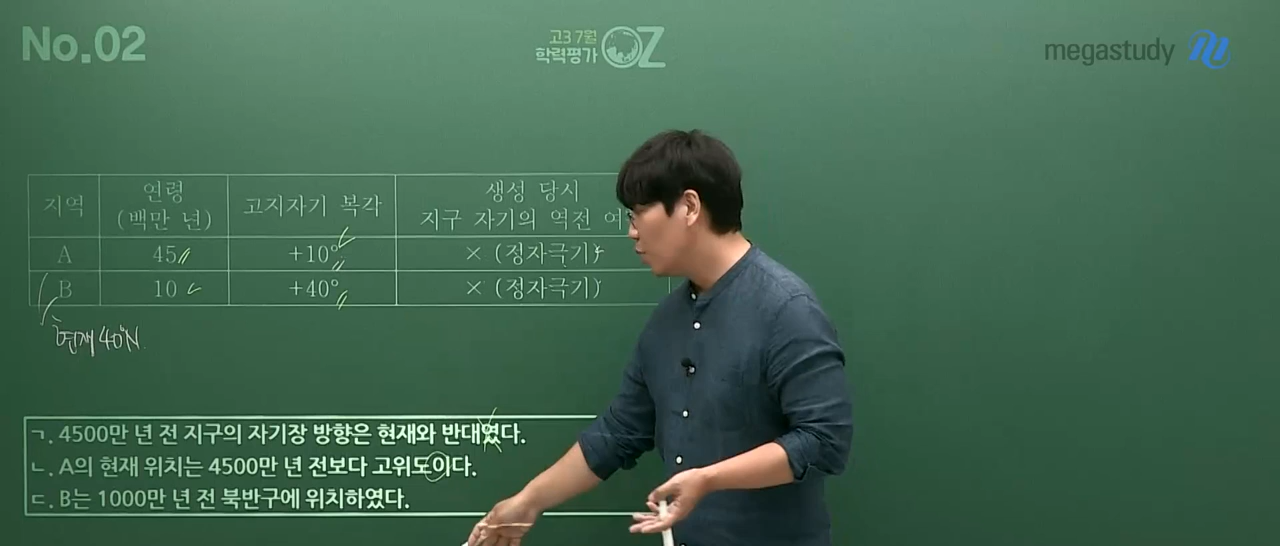 No.02
고3 7월
학력평가 OZ
megastudy
지역 연령 (백만 년) 고지자기 복각 생성 당시 지구 자기의 역전 여
A 45 +10° × (정자극기)
B 10 +40° × (정자극기)
현재 40°N
ㄱ. 4500만 년 전 지구의 자기장 방향은 현재와 반대였다.
ㄴ. A의 현재 위치는 4500만 년 전보다 고위도이다.
ㄷ. B는 1000만 년 전 북반구에 위치하였다.